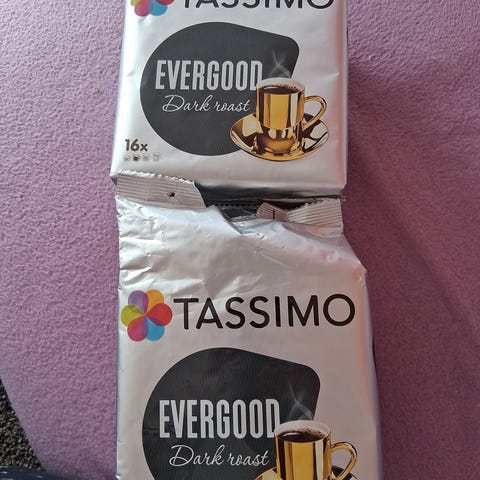 TASSIMO
EVERGOOD
Dark roast
16x
TASSIMO
EVERGOOD
Dark roast